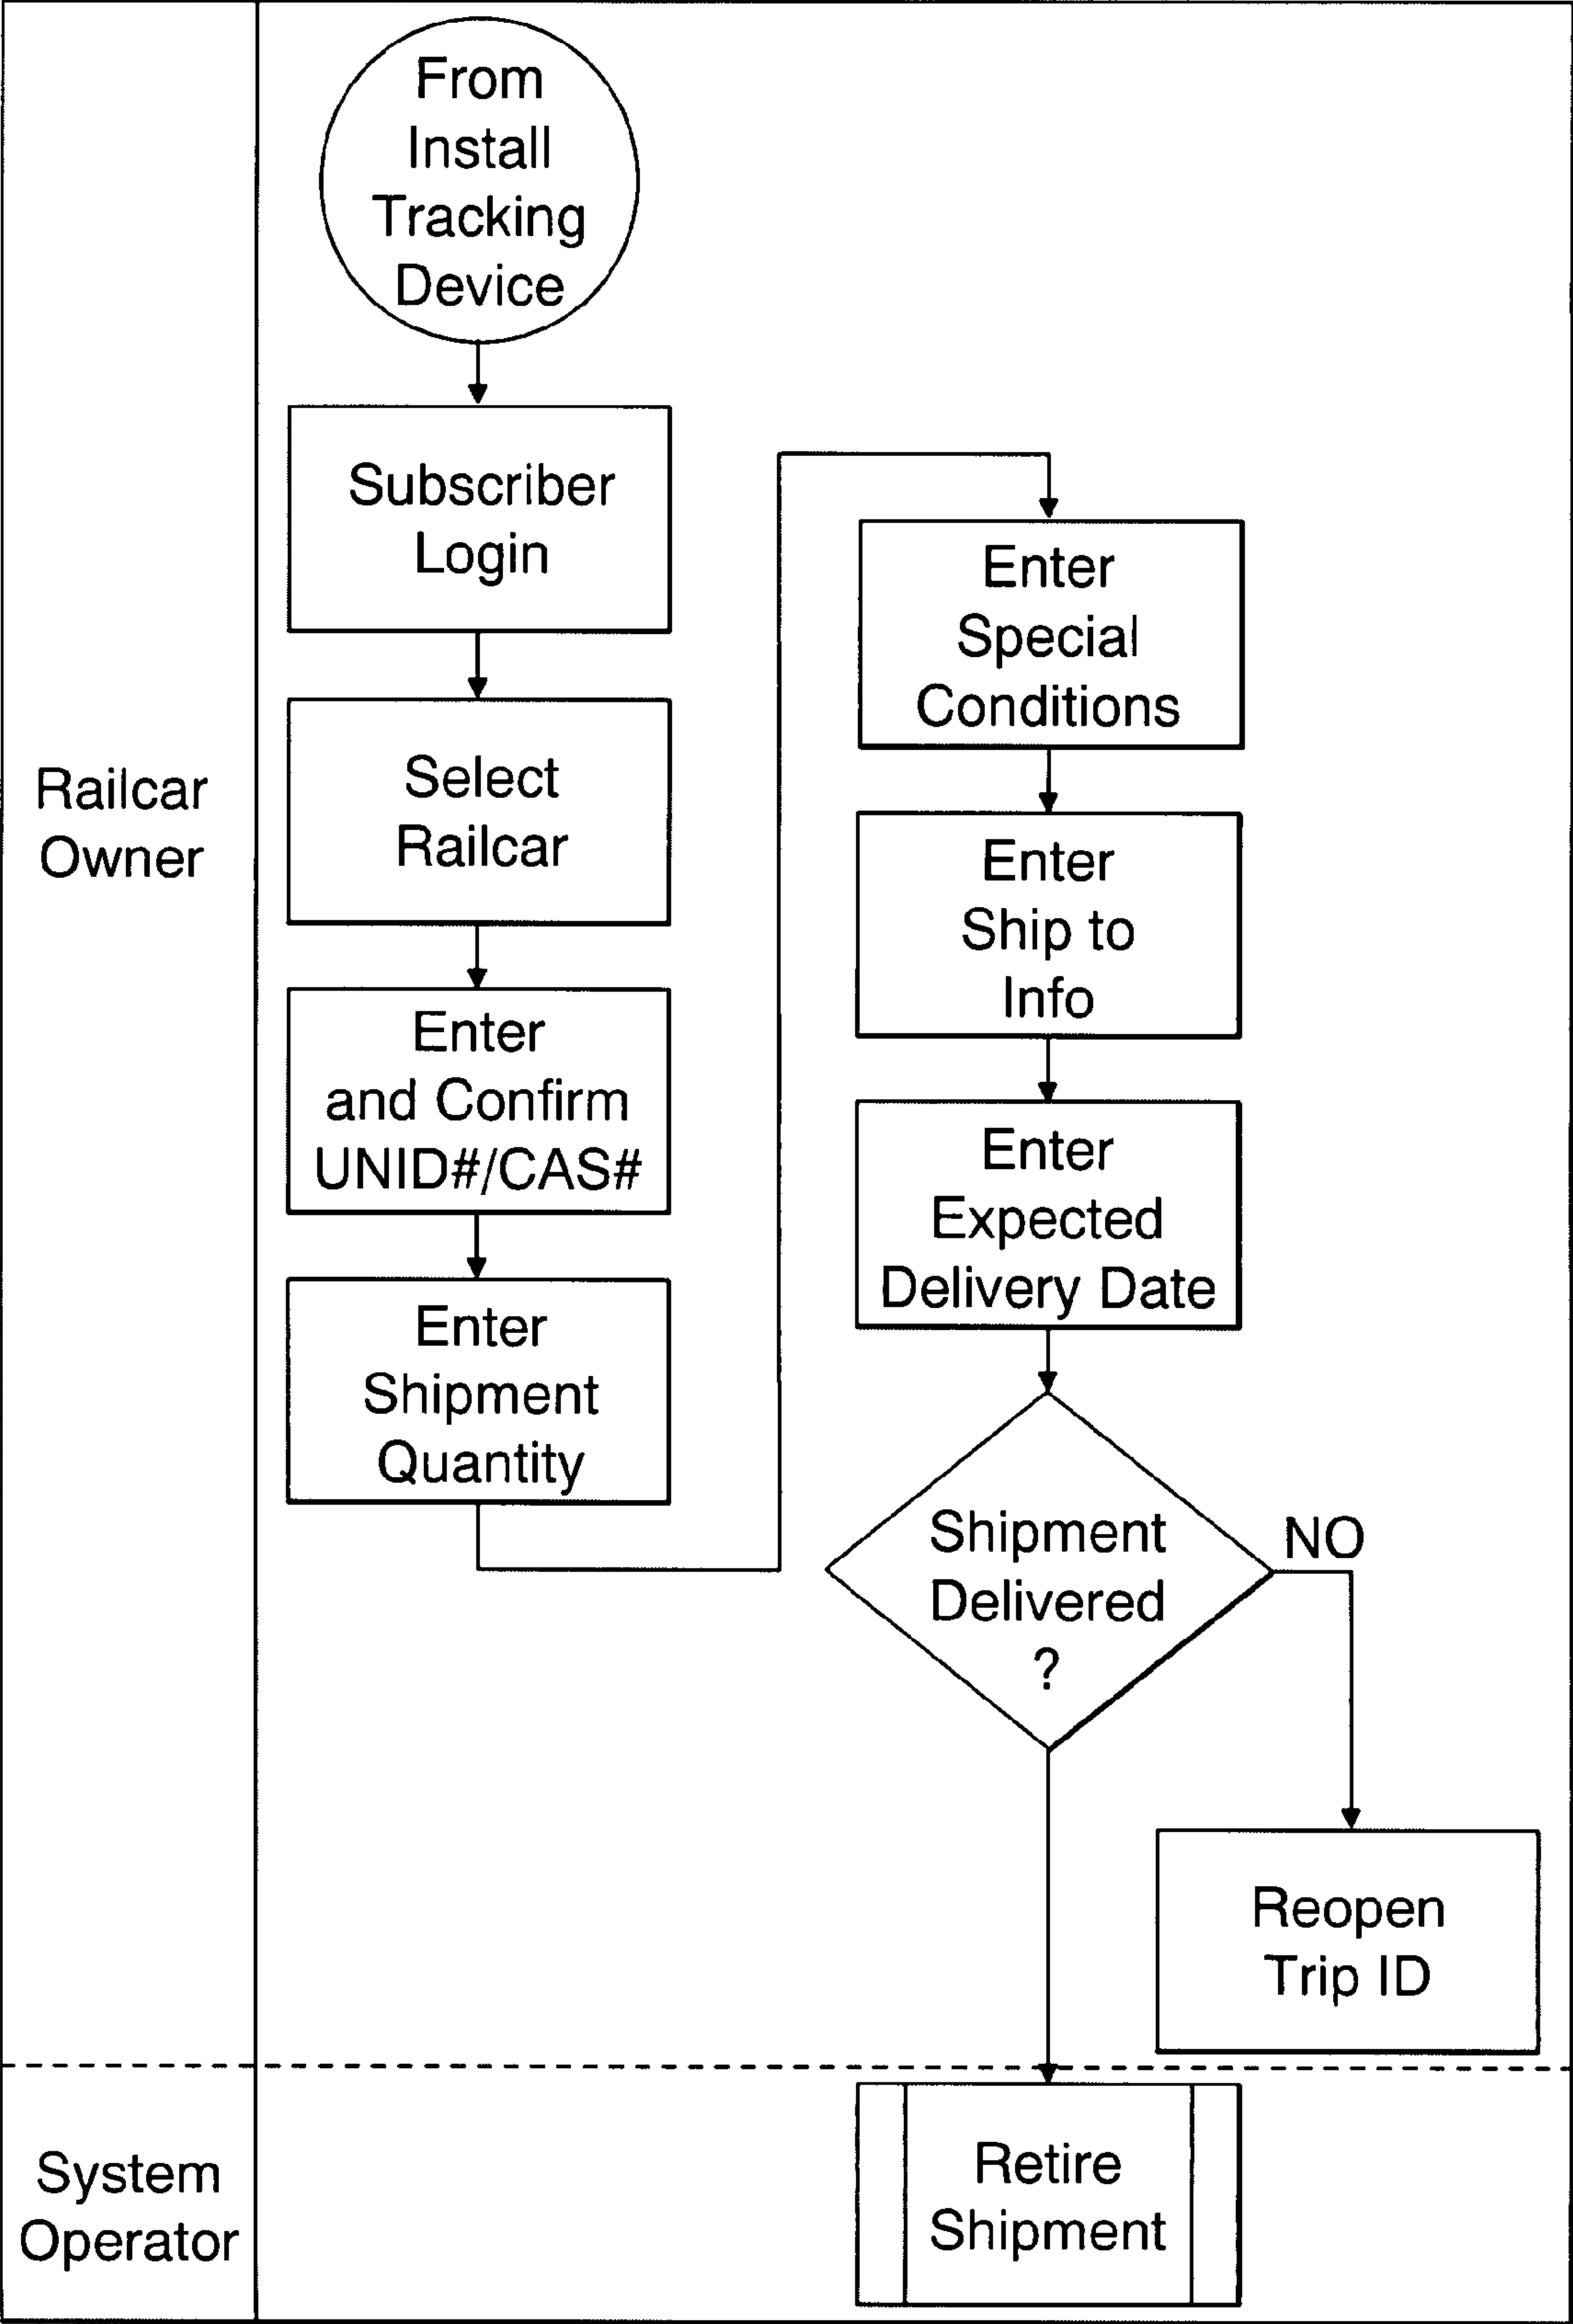 From
Install
Tracking
Device
Subscriber
Login
Select
Railcar
Enter
and Confirm
UNID#/CAS#
Enter
Shipment
Quantity
Enter
Special
Conditions
Enter
Ship to
Info
Enter
Expected
Delivery Date
Shipment
Delivered
?
NO
Reopen
Trip ID
Railcar
Owner
System
Operator
Retire
Shipment